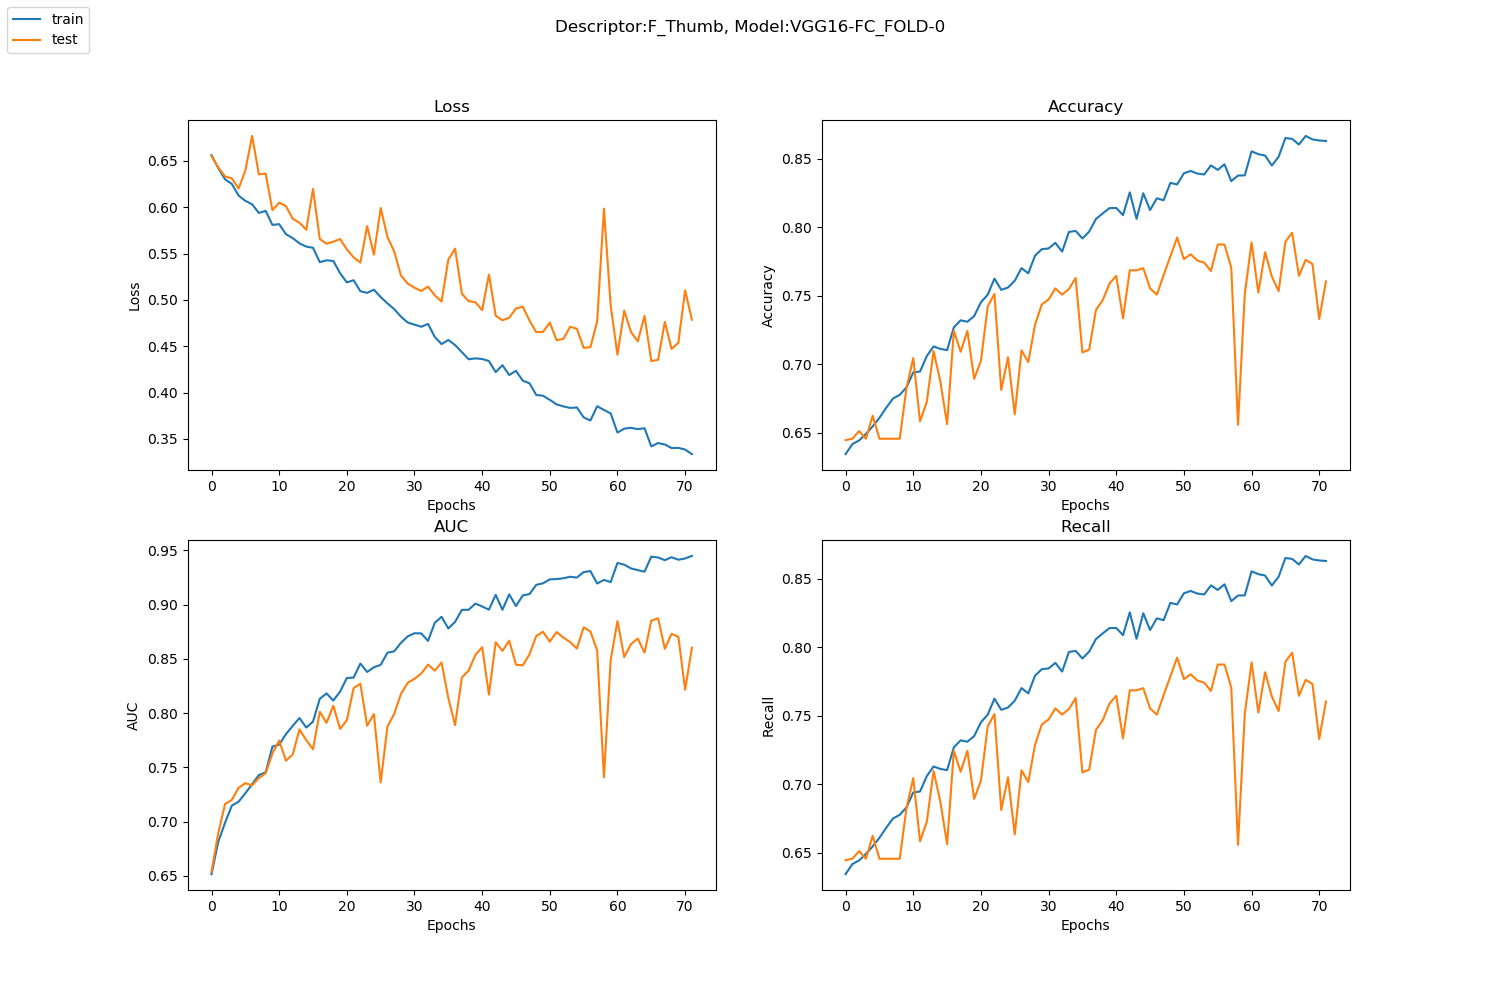 train
test
Descriptor:F_Thumb, Model:VGG16-FC_FOLD-0
Loss
Loss
0.65
0.60
0.55
0.50
0.45
0.40
0.35
0 10 20 30 40 50 60 70
Epochs
Accuracy
Accuracy
0.85
0.80
0.75
0.70
0.65
0 10 20 30 40 50 60 70
Epochs
AUC
AUC
0.95
0.90
0.85
0.80
0.75
0.70
0.65
0 10 20 30 40 50 60 70
Epochs
Recall
Recall
0.85
0.80
0.75
0.70
0.65
0 10 20 30 40 50 60 70
Epochs